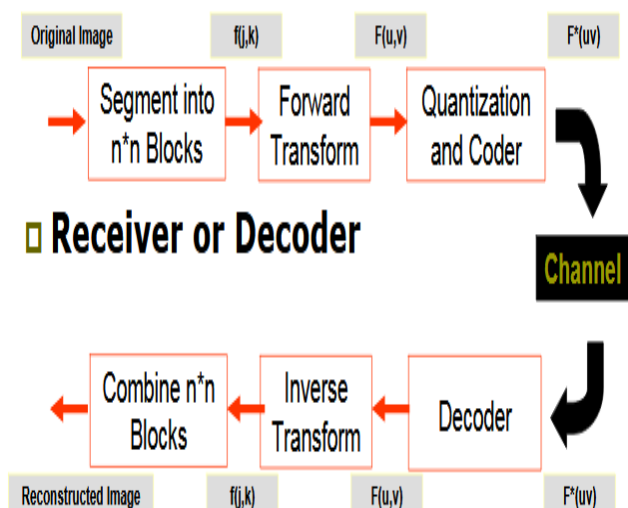 Original Image f(j,k) F(u,v) F*(uv)
Segment into
n*n Blocks
Forward
Transform
Quantization
and Coder
Receiver or Decoder
Channel
Combine n*n
Blocks
Inverse
Transform
Decoder
Reconstructed Image f(j,k) F(u,v) F*(uv)